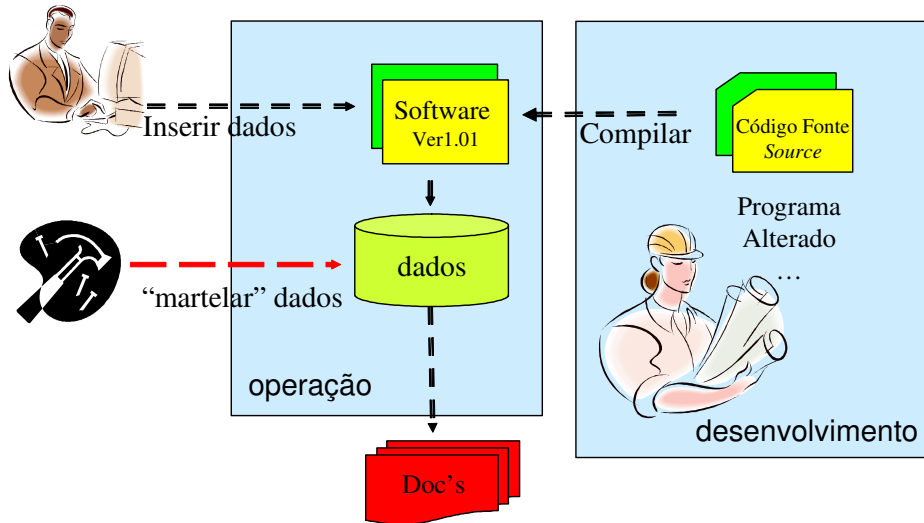 Inserir dados
Software
Ver1.01
Compilar
Código Fonte
Source
Programa
Alterado
…
dados
“martelar” dados
operação
desenvolvimento
Doc’s